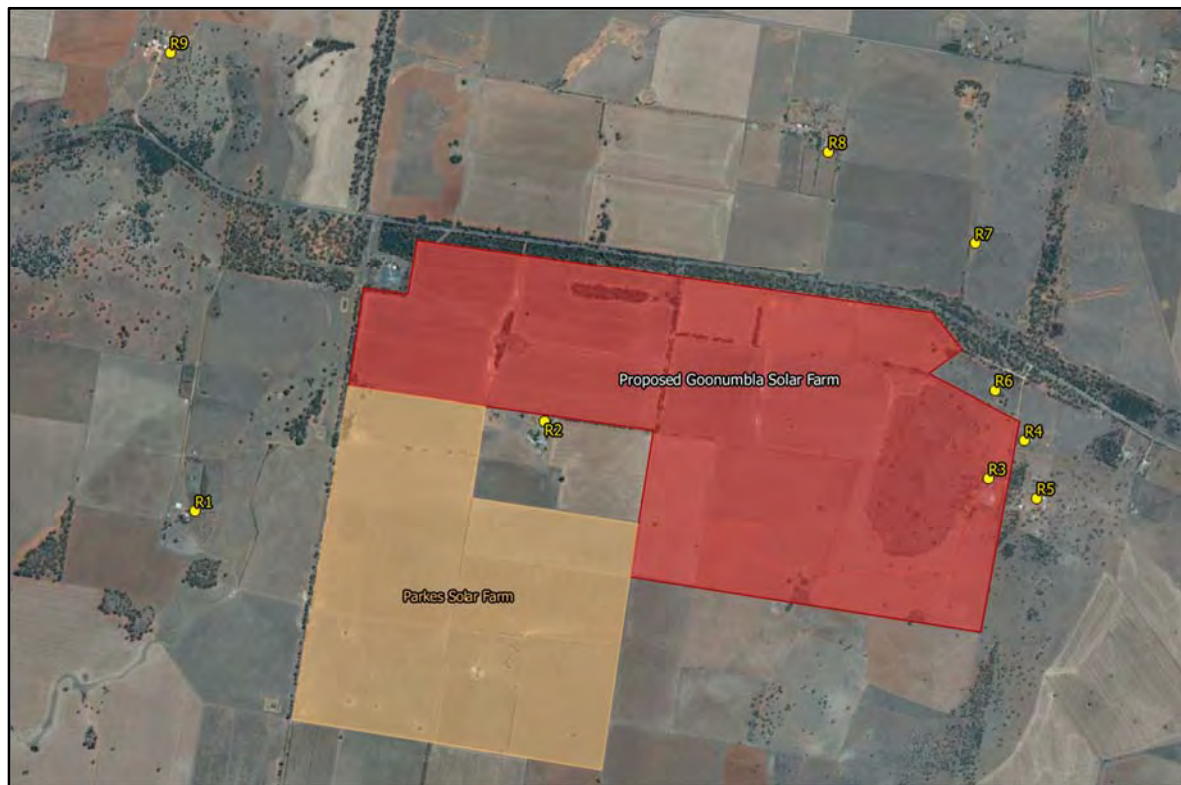 R9
R8
R7
Proposed Goonumbla Solar Farm
R6
R2
R4
R3
R5
R1
Parkes Solar Farm